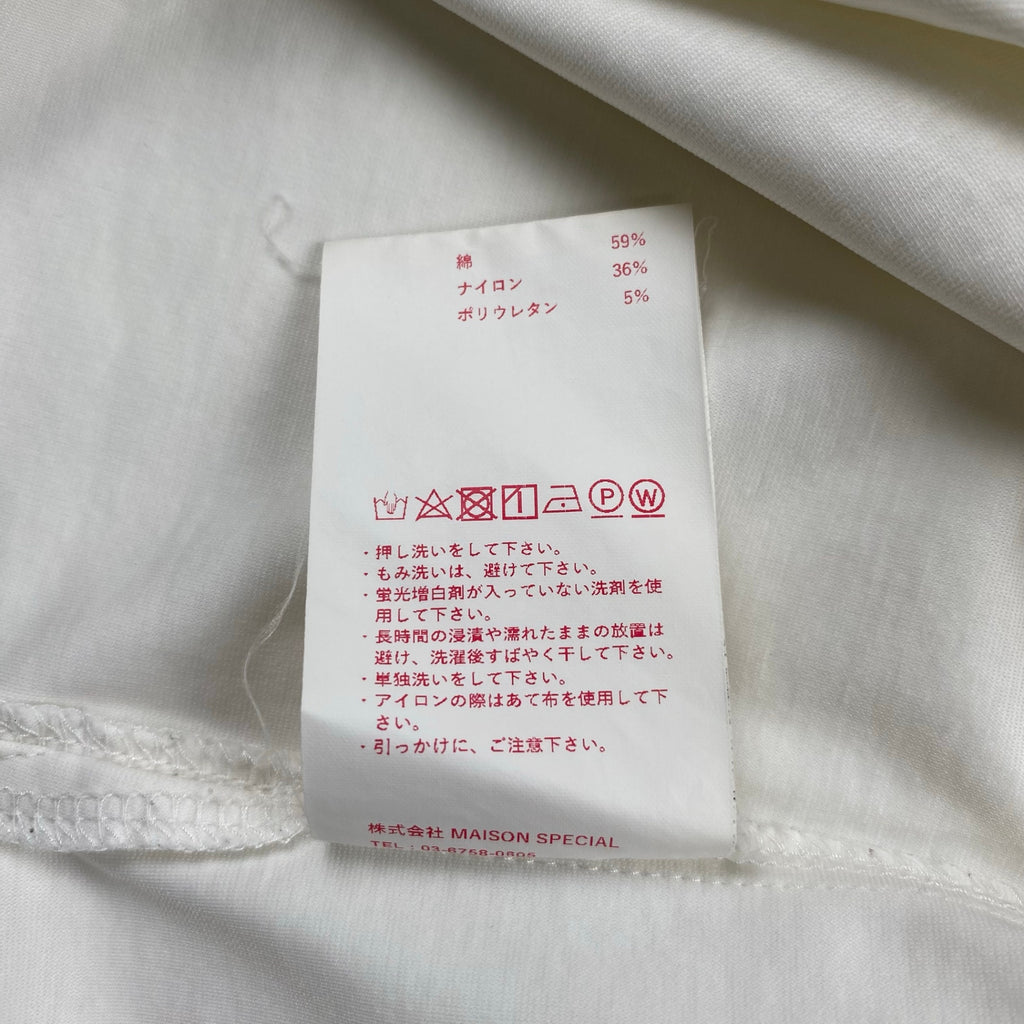 綿 59%
ナイロン 36%
ポリウレタン 5%
P W
・押し洗いをして下さい。
・もみ洗いは、避けて下さい。
・蛍光増白剤が入っていない洗剤を使
用して下さい。
・長時間の浸漬や濡れたままの放置は
避け、洗濯後すばやく干して下さい。
・単独洗いをして下さい。
・アイロンの際はあて布を使用して下
さい。
・引っかけに、ご注意下さい。
株式会社 MAISON SPECIAL
TEL : 03-6758-0605